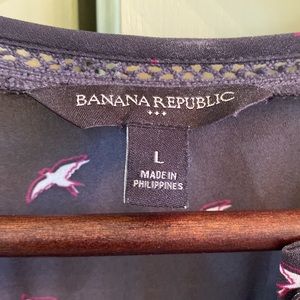 BANANA REPUBLIC
+++
L
MADE IN
PHILIPPINES